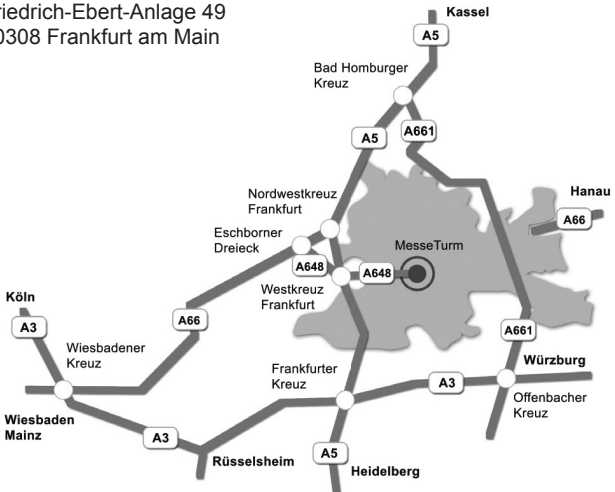 riedrich-Ebert-Anlage 49
0308 Frankfurt am Main
Kassel
A5
Bad Homburger
Kreuz
A661
A5
Nordwestkreuz
Frankfurt
Hanau
A66
Eschborner
Dreieck
MesseTurm
A648
A648
Westkreuz
Frankfurt
Köln
A3
A66
A661
Wiesbadener
Kreuz
Würzburg
Frankfurter
Kreuz
A3
Offenbacher
Kreuz
Wiesbaden
Mainz
A3
Rüsselsheim
A5
Heidelberg